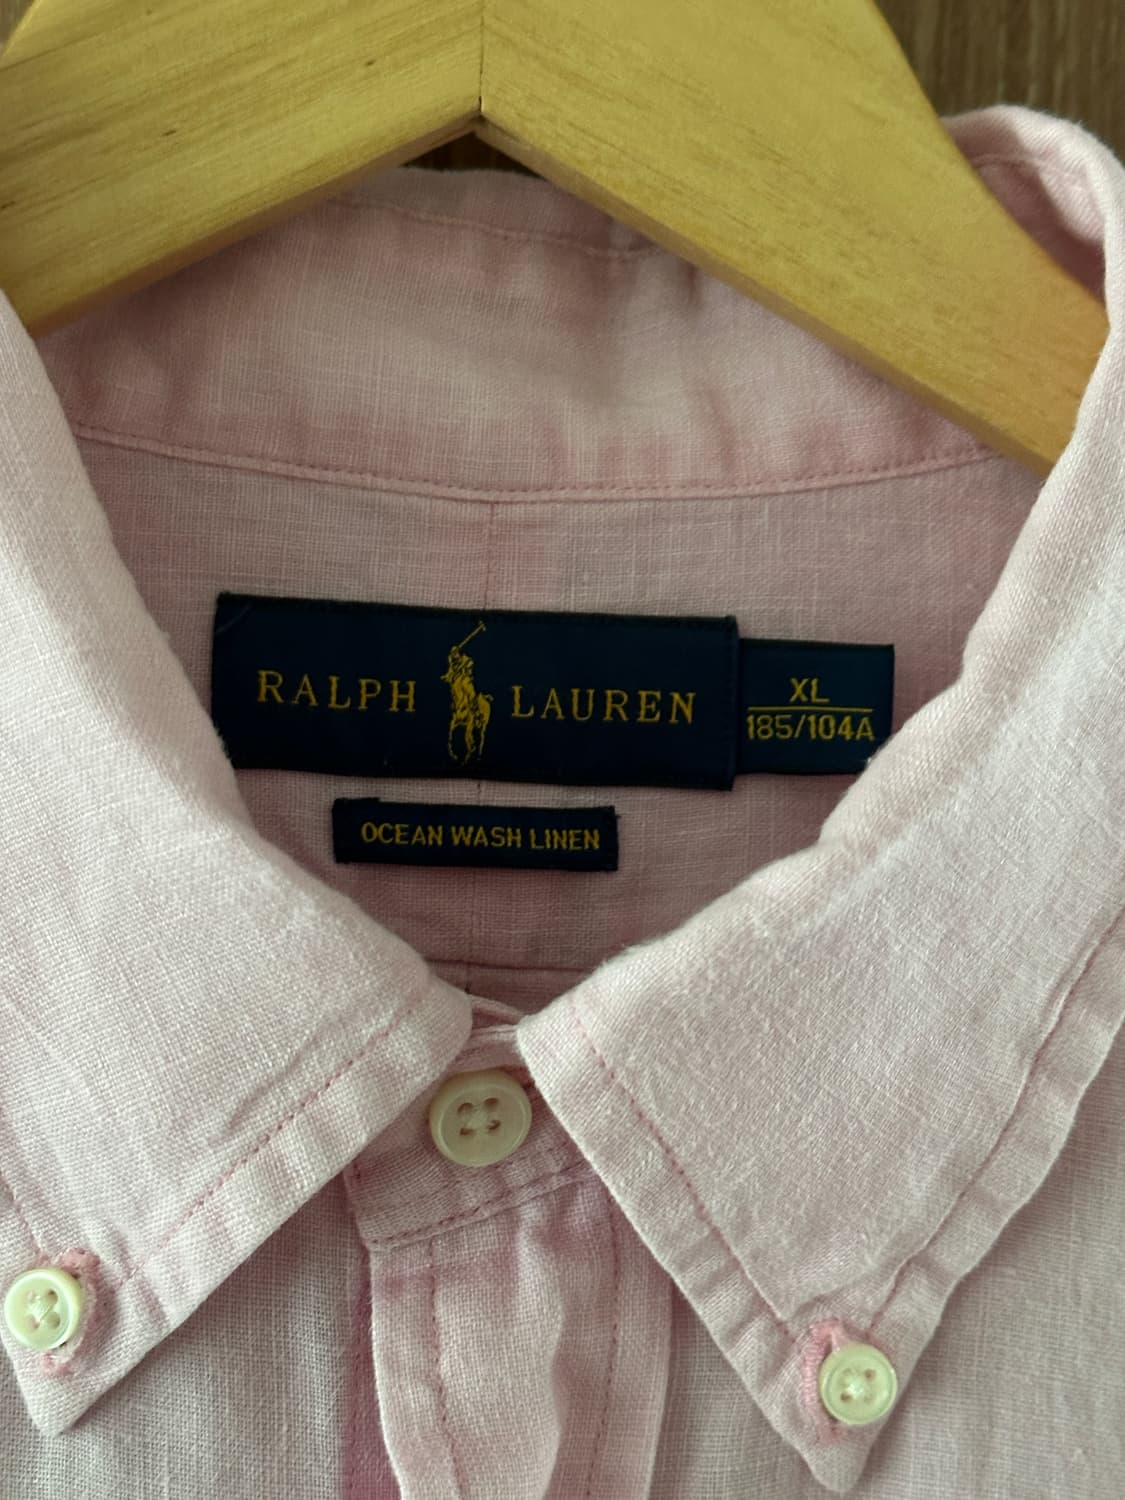 RALPH LAUREN
XL
185/104A
OCEAN WASH LINEN